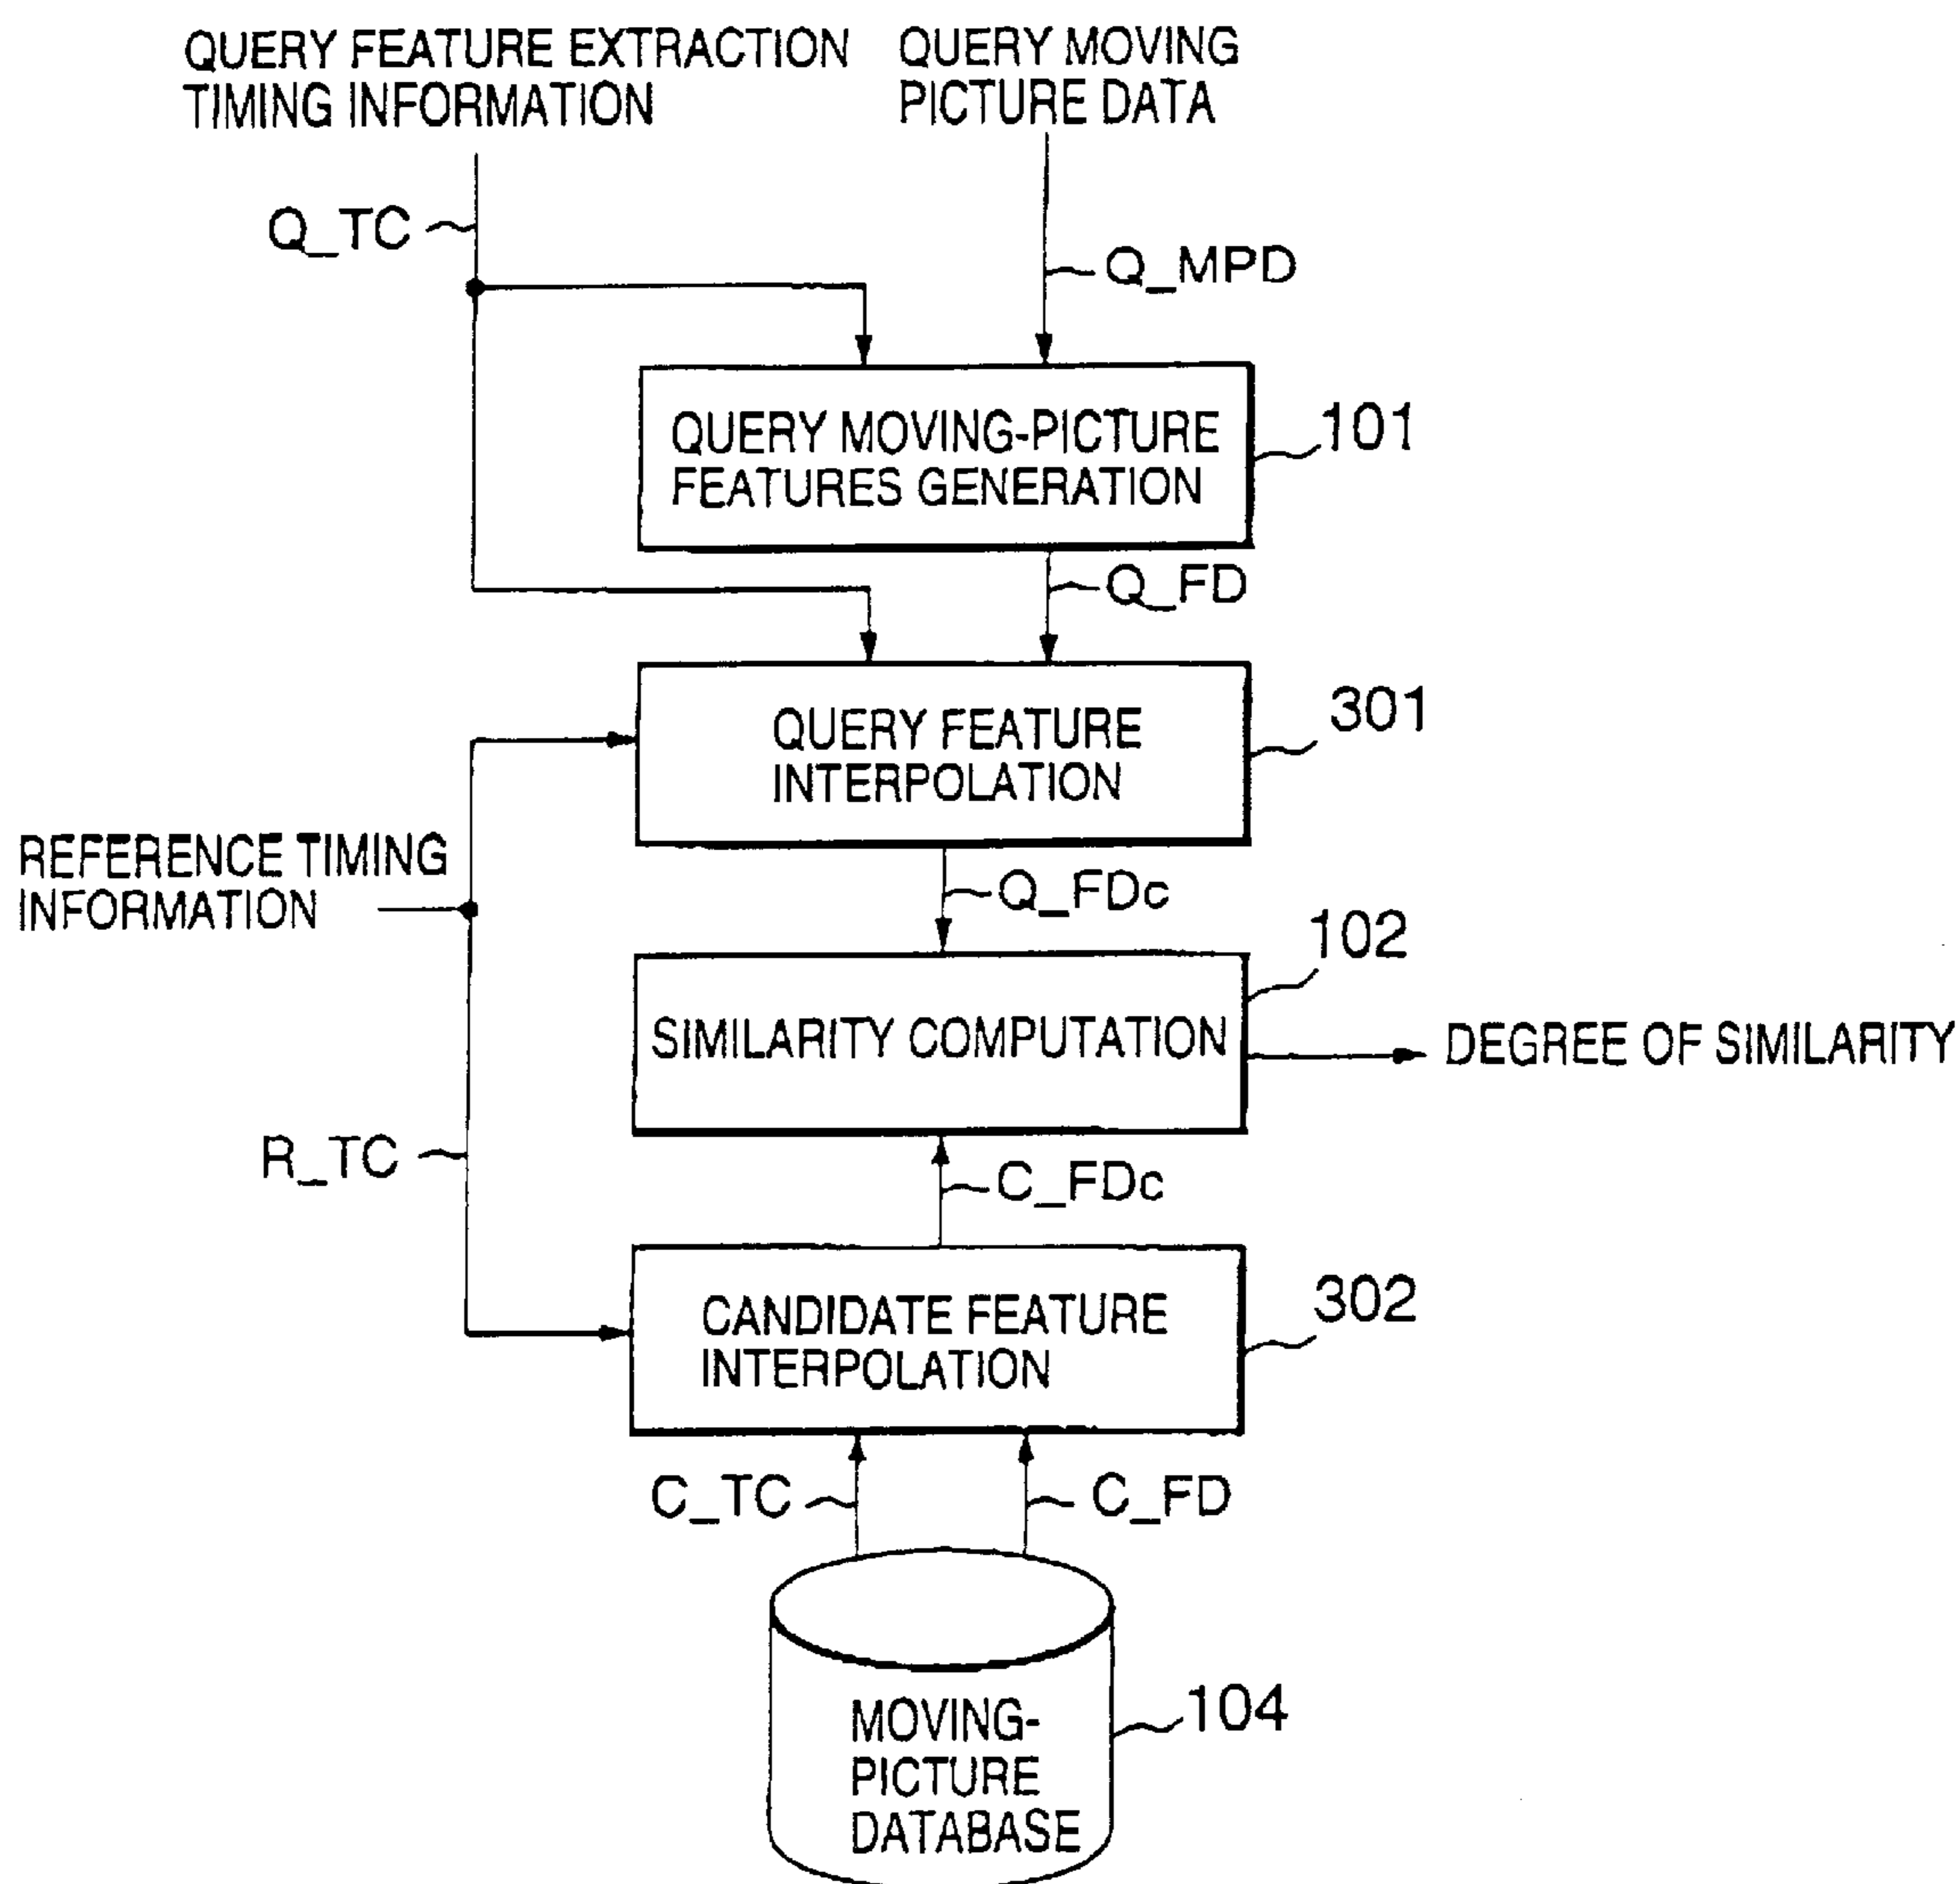 QUERY FEATURE EXTRACTION
TIMING INFORMATION
QUERY MOVING
PICTURE DATA
Q_TC
Q_MPD
QUERY MOVING-PICTURE
FEATURES GENERATION
101
Q_FD
QUERY FEATURE
INTERPOLATION
301
REFERENCE TIMING
INFORMATION
Q_FDc
102
SIMILARITY COMPUTATION
DEGREE OF SIMILARITY
R_TC
C_FDc
CANDIDATE FEATURE
INTERPOLATION
302
C_TC
C_FD
MOVING-
PICTURE
DATABASE
104